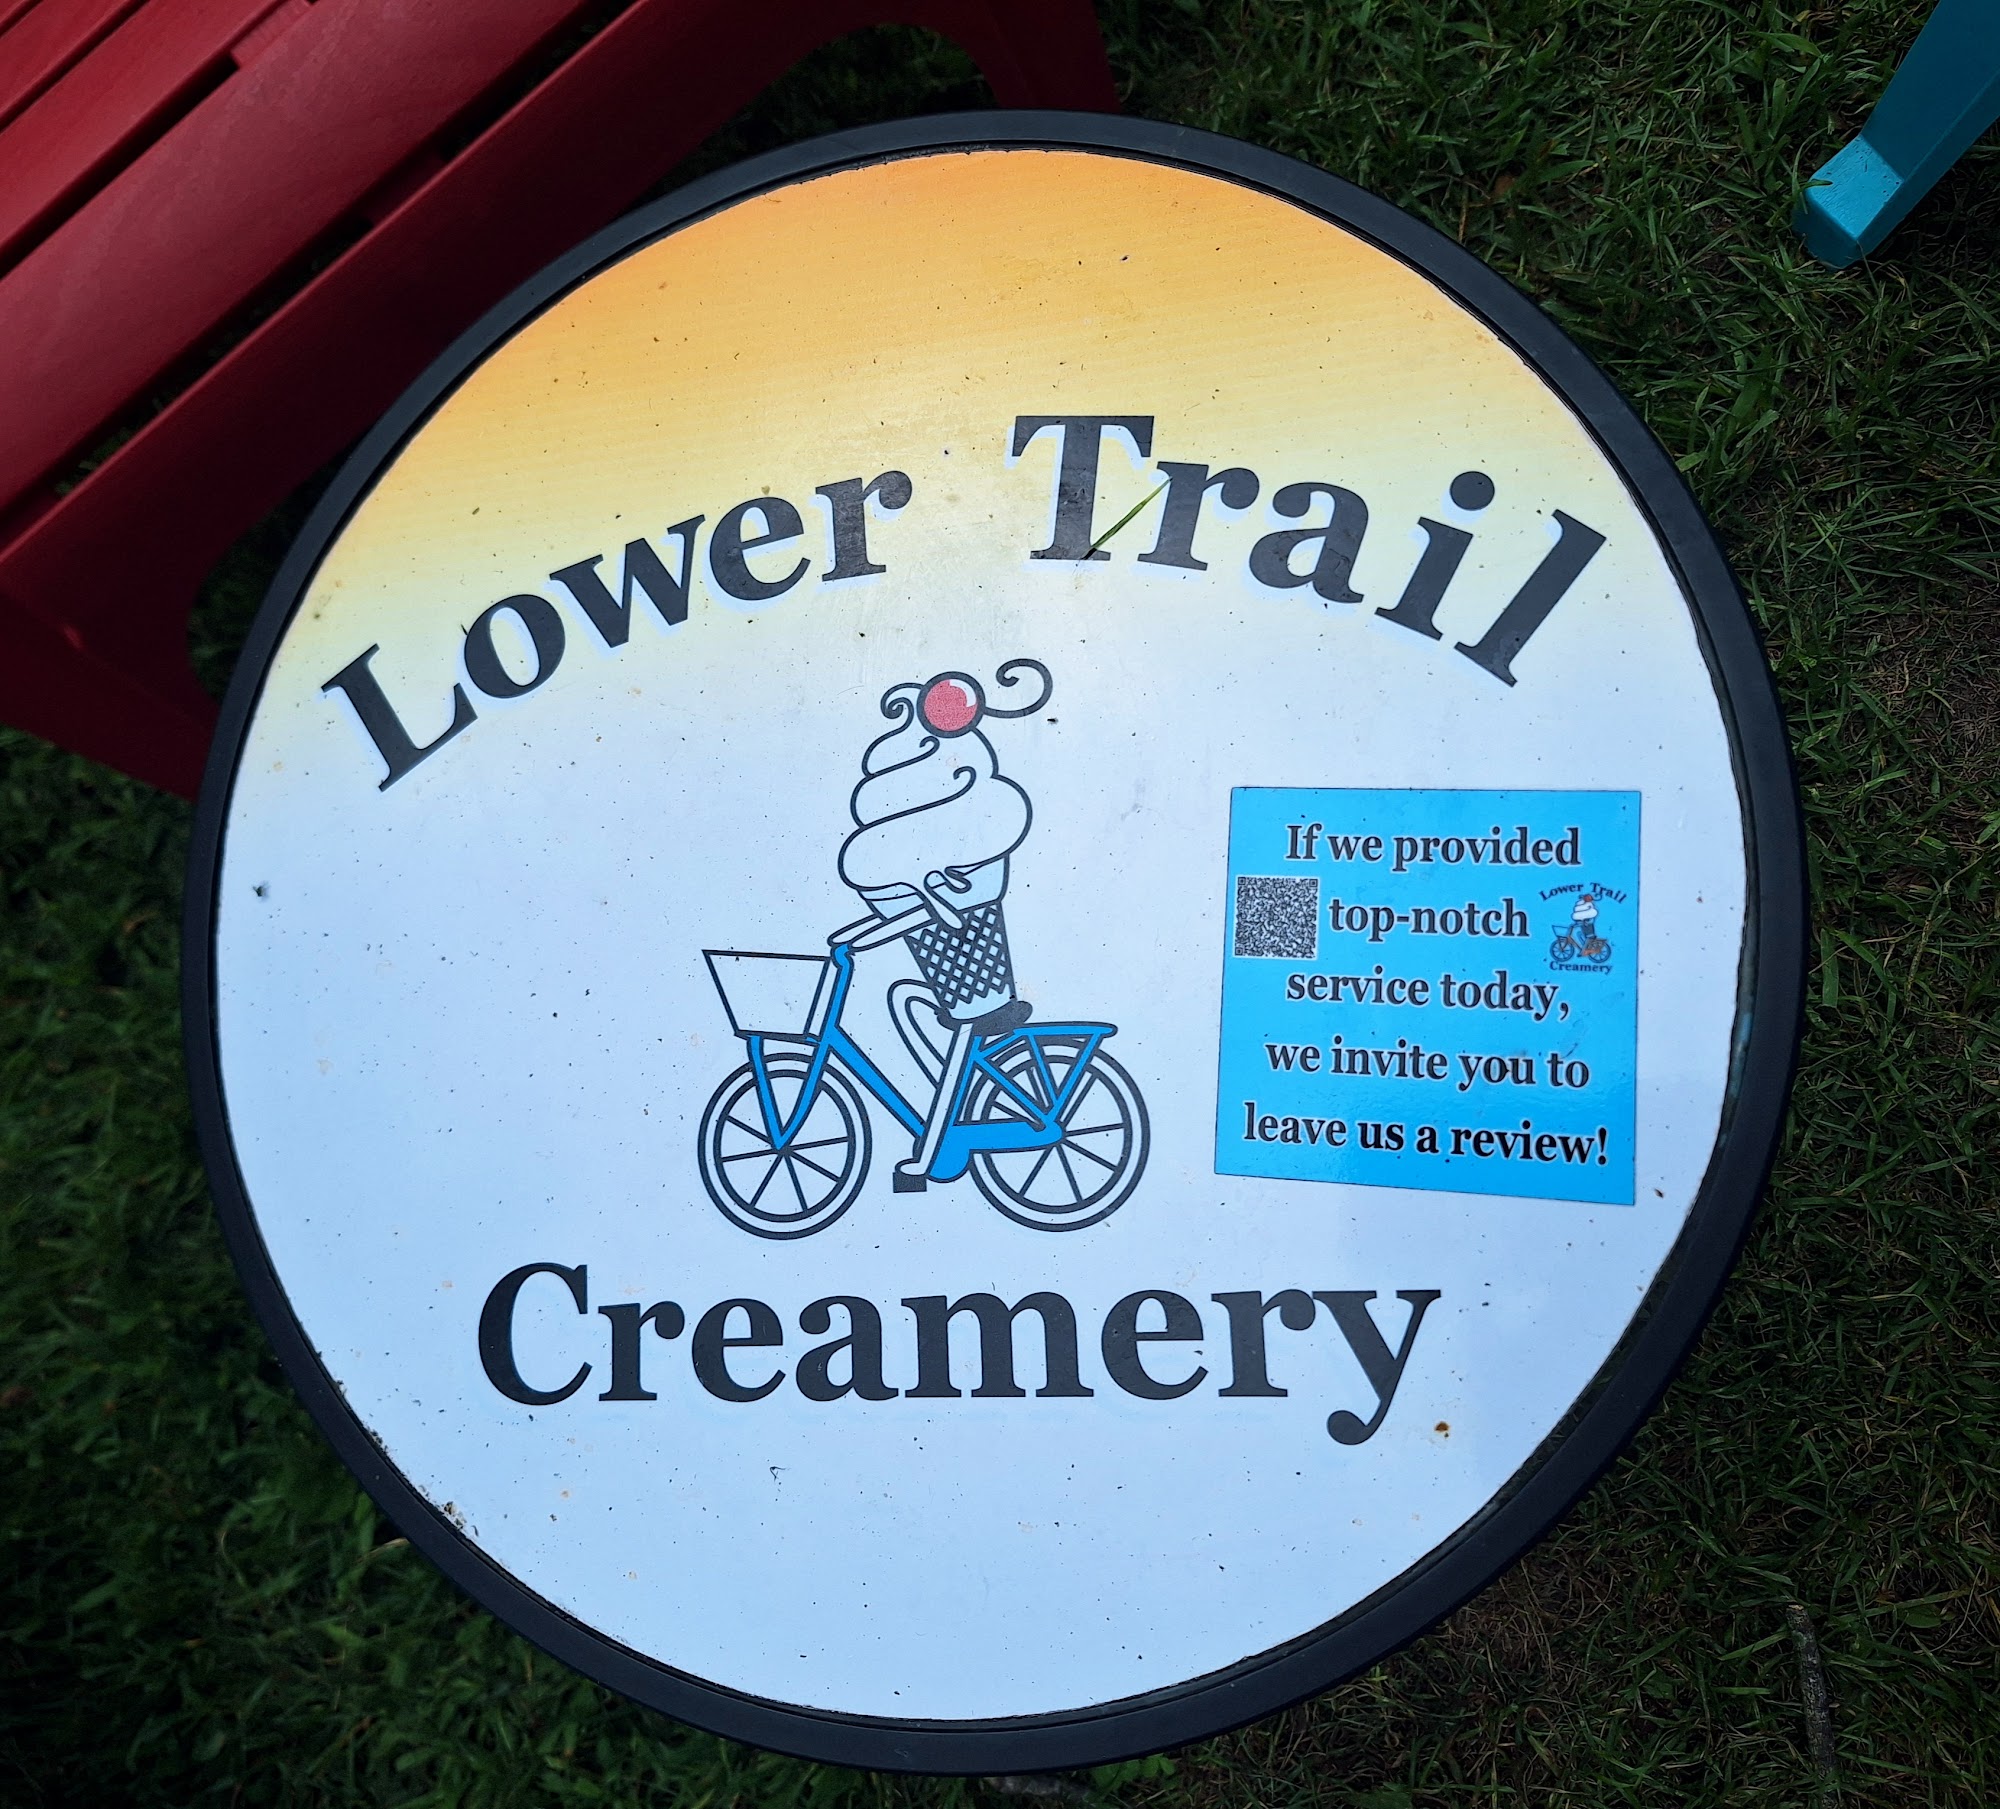 Lower Trail
Creamery
If we provided
top-notch
service today,
we invite you to
leave us a review!
Lower Trail
Creamery